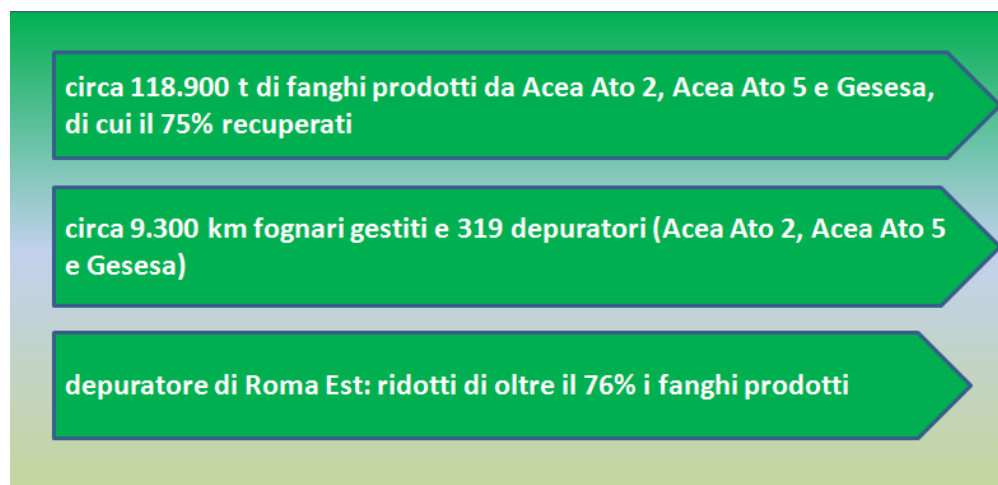 circa 118.900 t di fanghi prodotti da Acea Ato 2, Acea Ato 5 e Gesesa,
di cui il 75% recuperati
circa 9.300 km fognari gestiti e 319 depuratori (Acea Ato 2, Acea Ato 5
e Gesesa)
depuratore di Roma Est: ridotti di oltre il 76% i fanghi prodotti